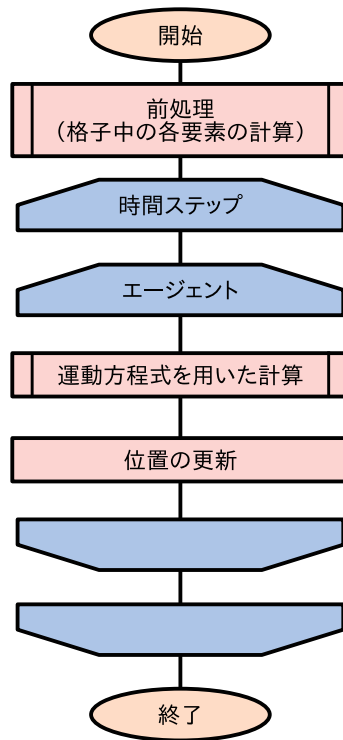 開始
前処理
（格子中の各要素の計算）
時間ステップ
エージェント
運動方程式を用いた計算
位置の更新
終了